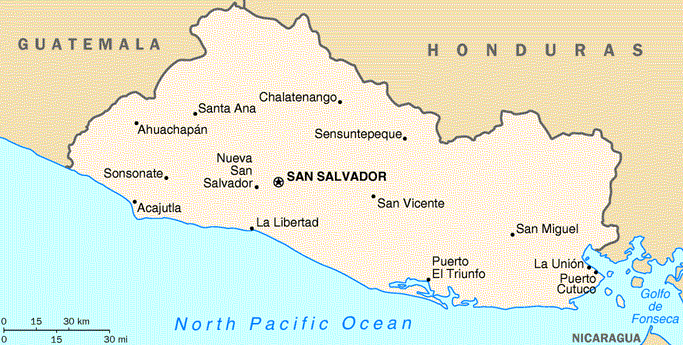 GUATEMALA
HONDURAS
Chalatenango
Santa Ana
Ahuachapán
Sensuntepeque
Nueva
San
Salvador
Sonsonate
SAN SALVADOR
Acajutla
San Vicente
La Libertad
San Miguel
Puerto
El Triunfo
La Unión
Puerto
Cutuco
Golfo
de
Fonseca
North Pacific Ocean
0 15 30 km
0 15 30 mi
NICARAGUA